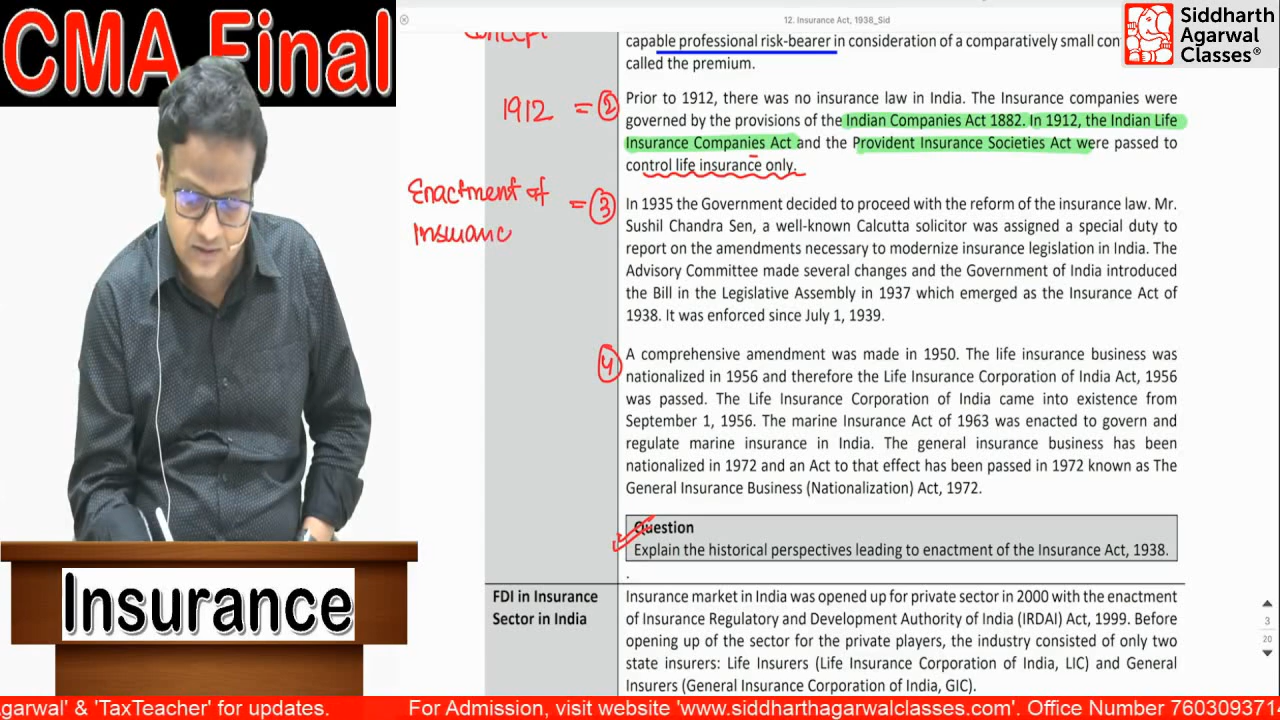 CMA Final
12. Insurance Act, 1938_Sid
Siddharth
Agarwal
Classes®
Concept
capable professional risk-bearer in consideration of a comparatively small con
called the premium.
1912 = 2
Prior to 1912, there was no insurance law in India. The Insurance companies were
governed by the provisions of the Indian Companies Act 1882. In 1912, the Indian Life
Insurance Companies Act and the Provident Insurance Societies Act were passed to
control life insurance only.
Enactment of
Insuranc
= 3
In 1935 the Government decided to proceed with the reform of the insurance law. Mr.
Sushil Chandra Sen, a well-known Calcutta solicitor was assigned a special duty to
report on the amendments necessary to modernize insurance legislation in India. The
Advisory Committee made several changes and the Government of India introduced
the Bill in the Legislative Assembly in 1937 which emerged as the Insurance Act of
1938. It was enforced since July 1, 1939.
4
A comprehensive amendment was made in 1950. The life insurance business was
nationalized in 1956 and therefore the Life Insurance Corporation of India Act, 1956
was passed. The Life Insurance Corporation of India came into existence from
September 1, 1956. The marine Insurance Act of 1963 was enacted to govern and
regulate marine insurance in India. The general insurance business has been
nationalized in 1972 and an Act to that effect has been passed in 1972 known as The
General Insurance Business (Nationalization) Act, 1972.
Question
Explain the historical perspectives leading to enactment of the Insurance Act, 1938.
.
FDI in Insurance
Sector in India
Insurance market in India was opened up for private sector in 2000 with the enactment
of Insurance Regulatory and Development Authority of India (IRDAI) Act, 1999. Before
opening up of the sector for the private players, the industry consisted of only two
state insurers: Life Insurers (Life Insurance Corporation of India, LIC) and General
Insurers (General Insurance Corporation of India, GIC).
3
20
Insurance
Agarwal' & 'TaxTeacher' for updates. For Admission, visit website 'www.siddharthagarwalclasses.com'. Office Number 760309371